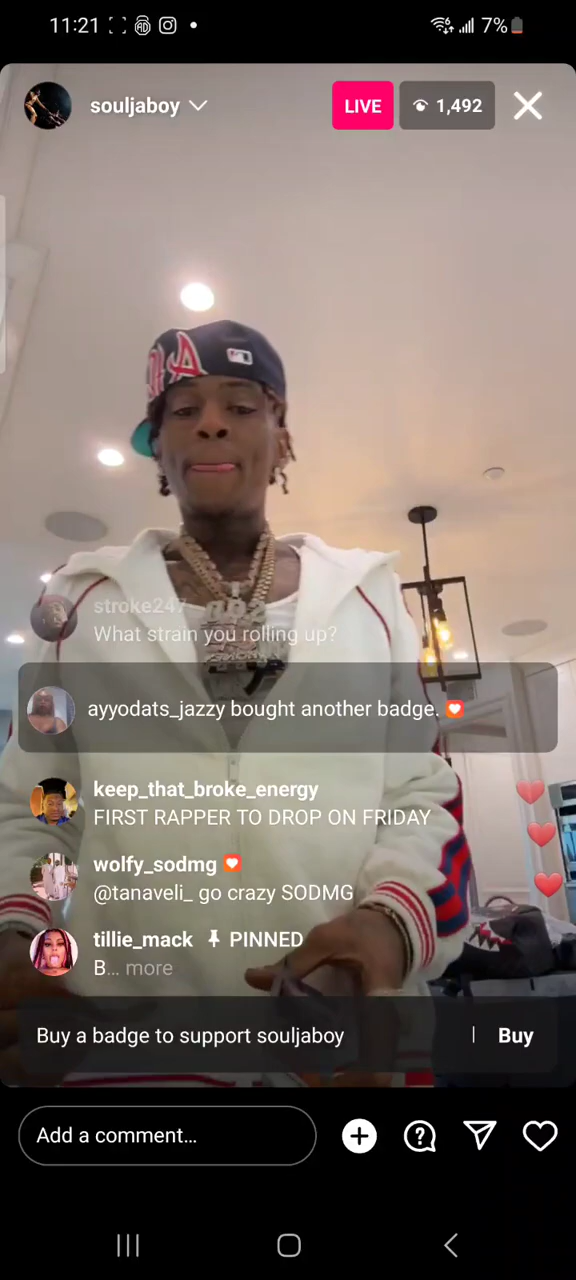 11:21
7%
souljaboy
LIVE
1,492
stroke247
What strain you rolling up?
ayyodats_jazzy bought another badge.
keep_that_broke_energy
FIRST RAPPER TO DROP ON FRIDAY
wolfy_sodmg
@tanaveli_ go crazy SODMG
tillie_mack PINNED
B... more
Buy a badge to support souljaboy | Buy
Add a comment...